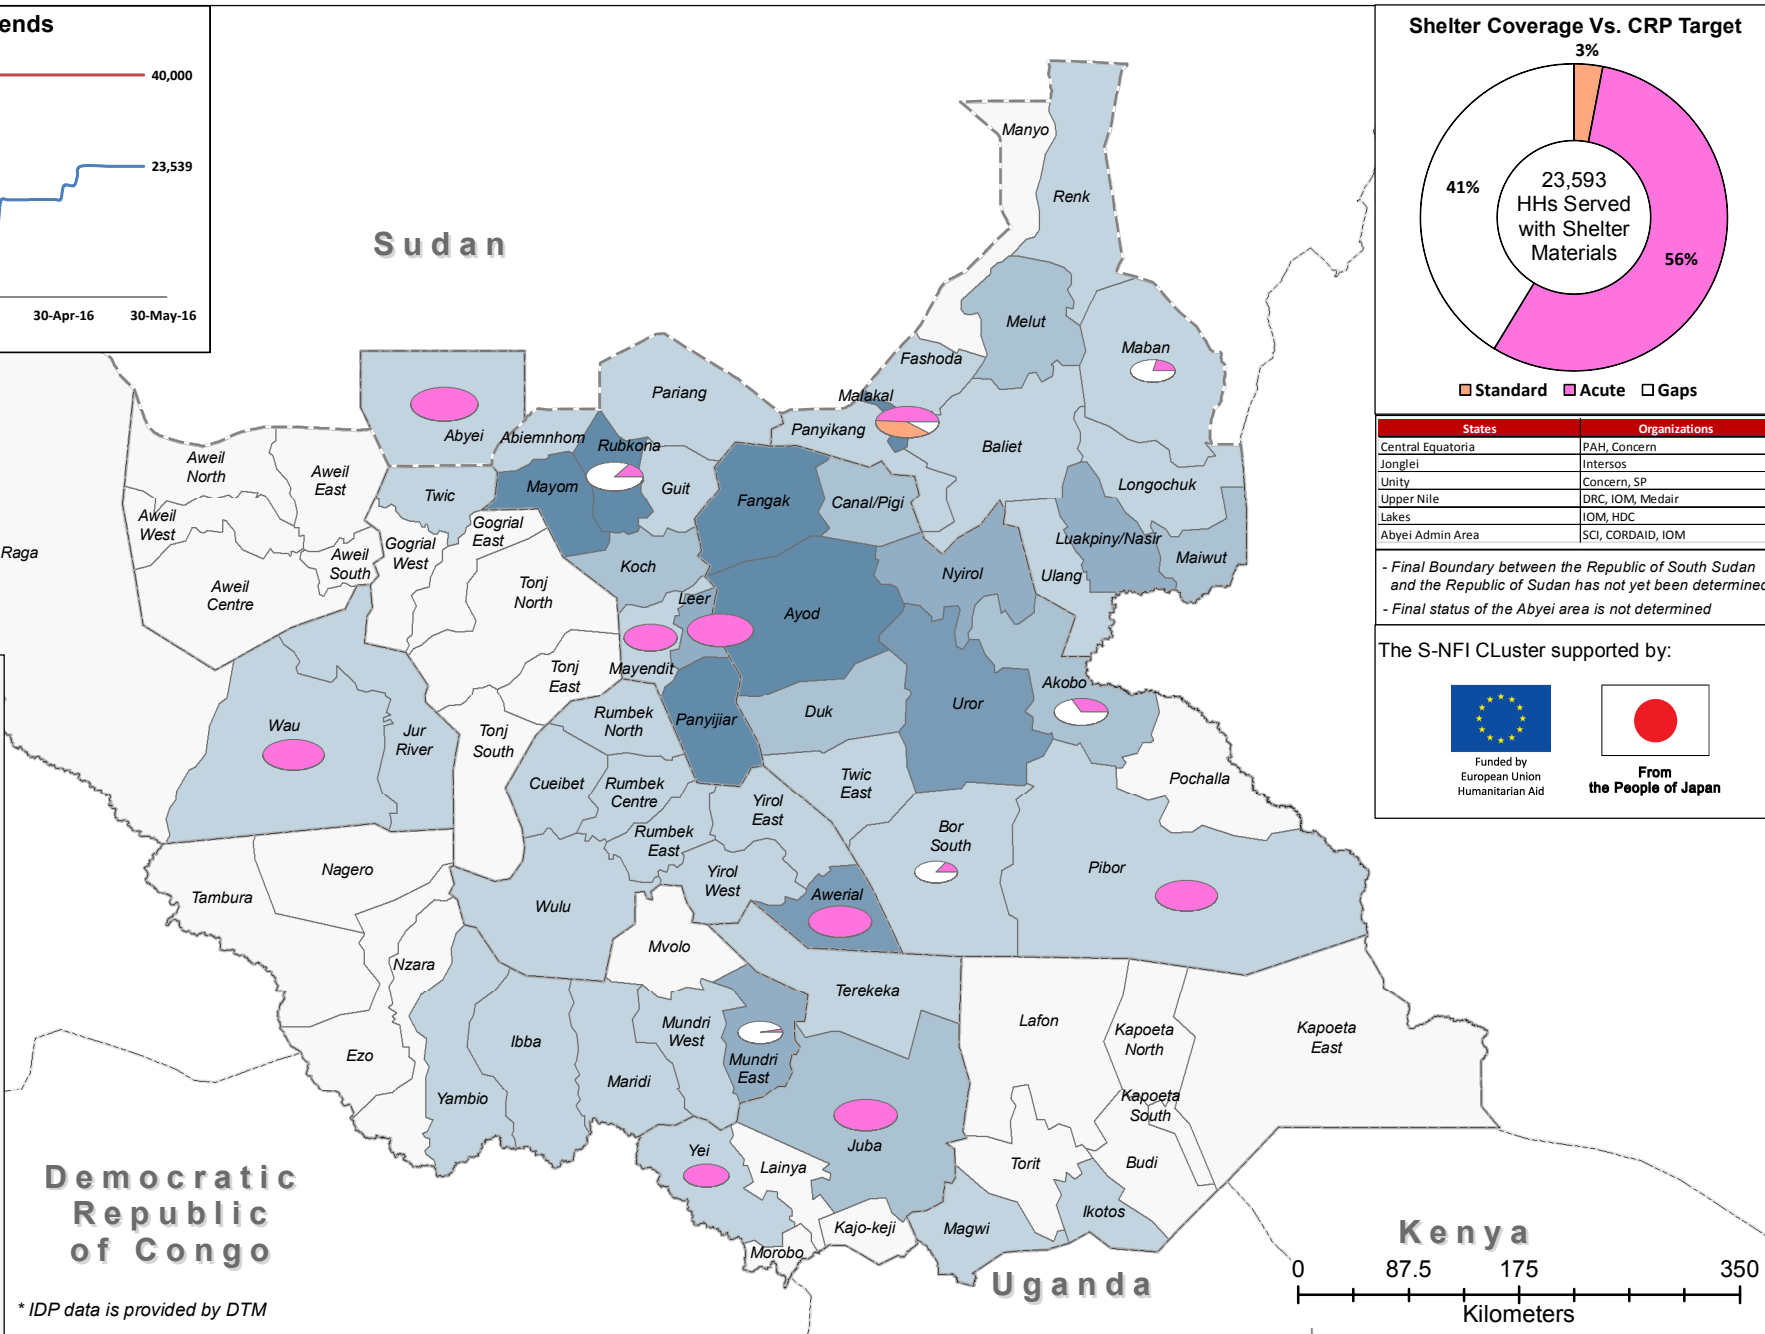 ends
40,000
23,539
30-Apr-16
30-May-16
Shelter Coverage Vs. CRP Target
3%
41%
56%
23,593
HHs Served
with Shelter
Materials
Standard
Acute
Gaps
States Organizations
Central Equatoria PAH, Concern
Jonglei Intersos
Unity Concern, SP
Upper Nile DRC, IOM, Medair
Lakes IOM, HDC
Abyei Admin Area SCI, CORDAID, IOM
- Final Boundary between the Republic of South Sudan
and the Republic of Sudan has not yet been determined
- Final status of the Abyei area is not determined
The S-NFI CLuster supported by:
Funded by
European Union
Humanitarian Aid
From
the People of Japan
Sudan
Manyo
Renk
Melut
Maban
Fashoda
Malakal
Panyikang
Baliet
Longochuk
Luakpiny/Nasir
Maiwut
Ulang
Pariang
Abyei
Abiemnhom
Rubkona
Mayom
Guit
Twic
Fangak
Canal/Pigi
Nyirol
Koch
Leer
Ayod
Mayendit
Panyijiar
Duk
Uror
Akobo
Pochalla
Aweil
North
Aweil
East
Aweil
West
Aweil
South
Aweil
Centre
Raga
Gogrial
East
Gogrial
West
Tonj
North
Tonj
East
Tonj
South
Wau
Jur
River
Rumbek
North
Cueibet
Rumbek
Centre
Rumbek
East
Yirol
East
Yirol
West
Awerial
Wulu
Twic
East
Bor
South
Pibor
Tambura
Nagero
Nzara
Ezo
Yambio
Ibba
Maridi
Mvolo
Mundri
West
Mundri
East
Terekeka
Juba
Yei
Lainya
Morobo
Kajo-keji
Magwi
Torit
Ikotos
Lafon
Kapoeta
North
Kapoeta
South
Kapoeta
East
Budi
Democratic
Republic
of Congo
Uganda
Kenya
0 87.5 175 350
Kilometers
* IDP data is provided by DTM